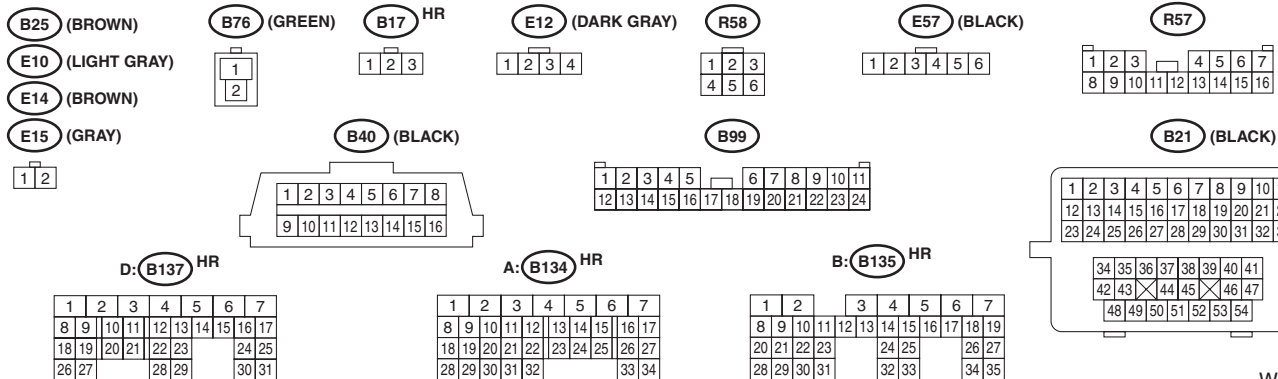 B25 (BROWN)
E10 (LIGHT GRAY)
E14 (BROWN)
E15 (GRAY)
1 2
B76 (GREEN)
1
2
B17 HR
1 2 3
E12 (DARK GRAY)
1 2 3 4
R58
1 2 3
4 5 6
E57 (BLACK)
1 2 3 4 5 6
R57
1 2 3 4 5 6 7
8 9 10 11 12 13 14 15 16
B40 (BLACK)
1 2 3 4 5 6 7 8
9 10 11 12 13 14 15 16
B99
1 2 3 4 5 6 7 8 9 10 11
12 13 14 15 16 17 18 19 20 21 22 23 24
B21 (BLACK)
1 2 3 4 5 6 7 8 9 10
12 13 14 15 16 17 18 19 20 21
23 24 25 26 27 28 29 30 31 32
34 35 36 37 38 39 40 41
42 43 44 45 46 47
48 49 50 51 52 53 54
D: B137 HR
1 2 3 4 5 6 7
8 9 10 11 12 13 14 15 16 17
18 19 20 21 22 23 24 25
26 27 28 29 30 31
A: B134 HR
1 2 3 4 5 6 7
8 9 10 11 12 13 14 15 16 17
18 19 20 21 22 23 24 25 26 27
28 29 30 31 32 33 34
B: B135 HR
1 2 3 4 5 6 7
8 9 10 11 12 13 14 15 16 17 18 19
20 21 22 23 24 25 26 27
28 29 30 31 32 33 34 35